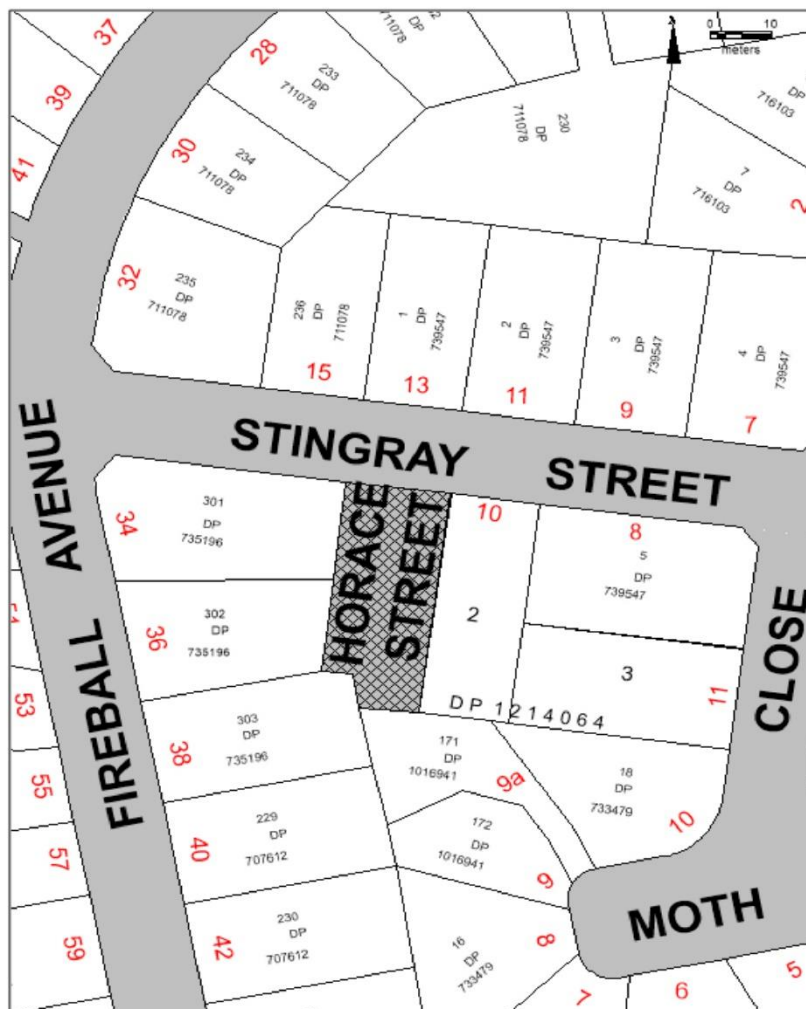 37
39
41
28
233
DP
711078
711078
0 10
meters
DP
716103
30
234
DP
711078
230
DP
711078
7
DP
716103
2
32
235
DP
711078
236
DP
711078
15
1
DP
739547
13
2
DP
739547
11
3
DP
739547
9
4
DP
739547
7
STINGRAY STREET
AVENUE
FIREBALL
HORACE
STREET
34
301
DP
735196
10
2
8
5
DP
739547
36
302
DP
735196
3
11
DP 1214064
CLOSE
53
38
303
DP
735196
171
DP
1016941
9a
18
DP
733479
10
55
40
229
DP
707612
172
DP
1016941
9
57
MOTH
42
230
DP
707612
59
16
DP
733479
8
7
6
5